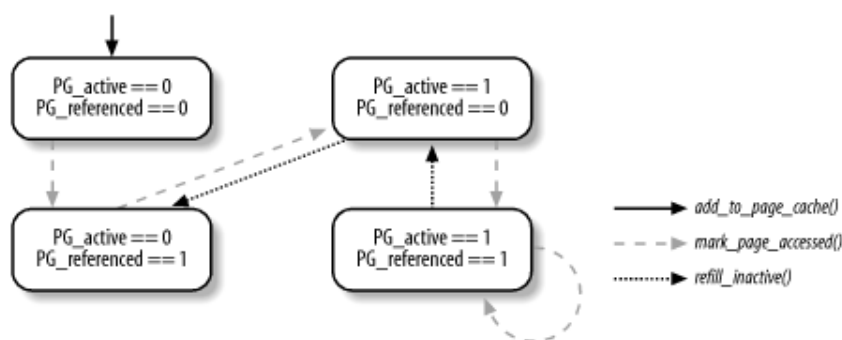 PG_active == 0
PG_referenced == 0
PG_active == 1
PG_referenced == 0
PG_active == 0
PG_referenced == 1
PG_active == 1
PG_referenced == 1
add_to_page_cache()
mark_page_accessed()
refill_inactive()